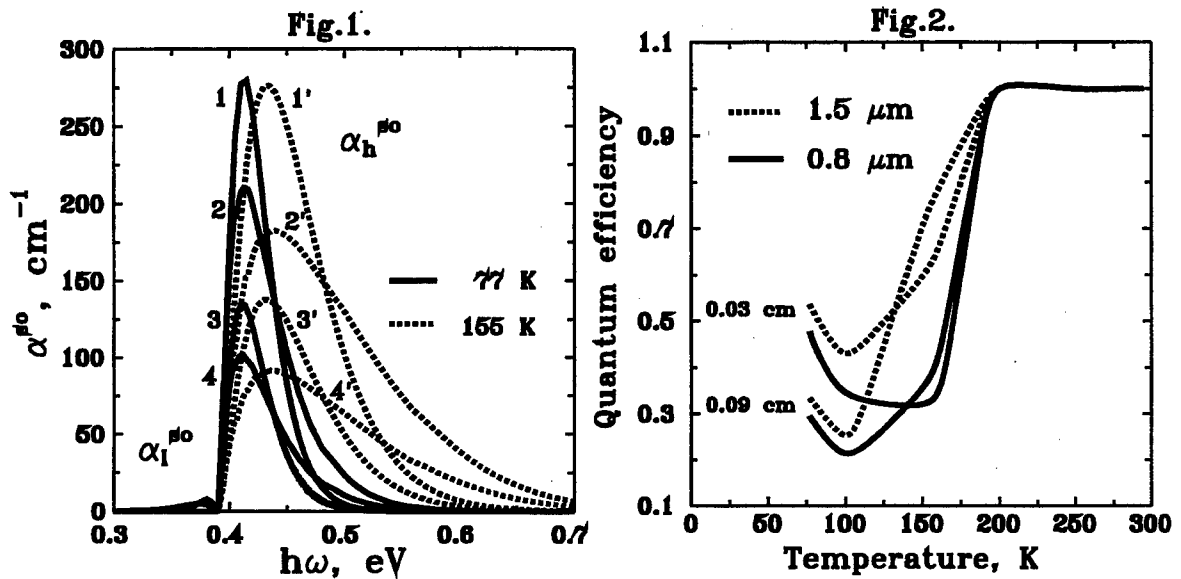 Fig.1.
300
250
200
150
100
50
0
α^so, cm⁻¹
1
1'
2
2'
3
3'
4
4'
α_h^so
α_l^so
77 K
155 K
0.3
0.4
0.5
0.6
0.7
hω, eV
Fig.2.
1.1
0.9
0.7
0.5
0.3
0.1
Quantum efficiency
1.5 μm
0.8 μm
0.03 cm
0.09 cm
0
50
100
150
200
250
300
Temperature, K